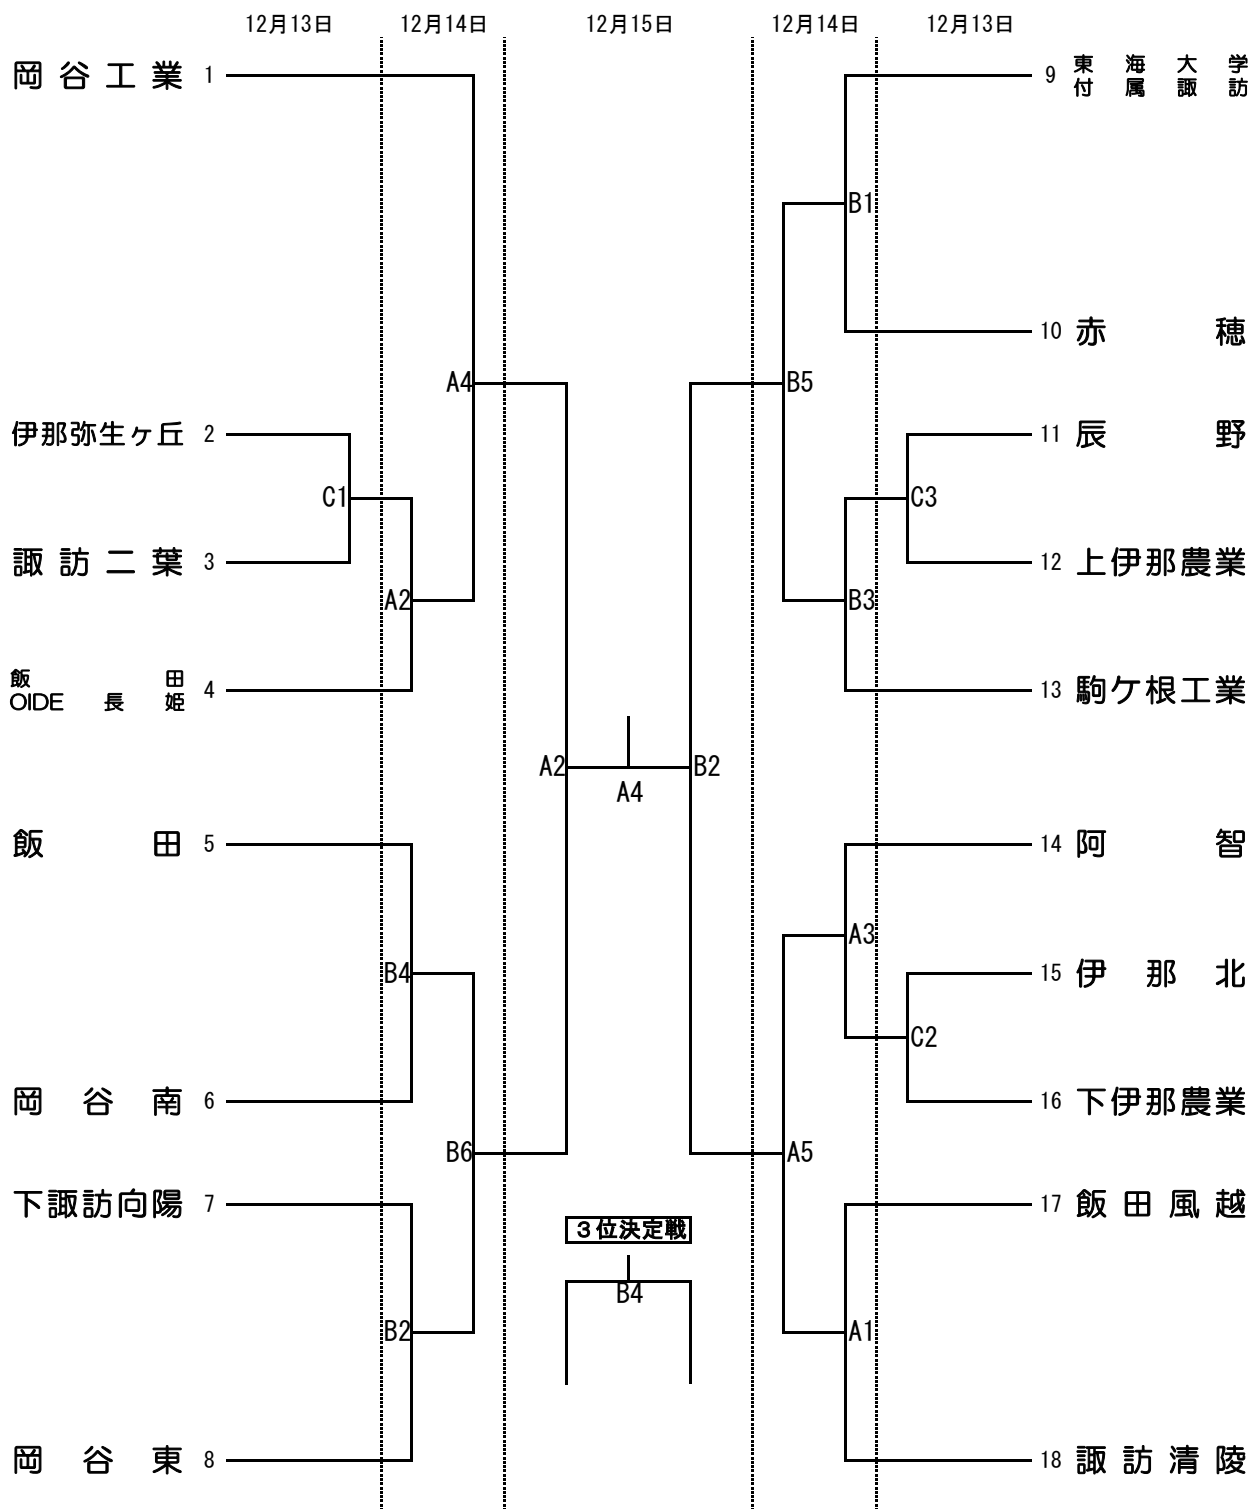 12月13日 12月14日 12月15日 12月14日 12月13日
岡谷工業 1
9 東海大学
付属諏訪
B1
10 赤穂
A4
B5
伊那弥生ヶ丘 2
11 辰野
C1
C3
諏訪二葉 3
12 上伊那農業
A2
B3
飯田
OIDE長姫 4
13 駒ケ根工業
A2
B2
A4
飯田 5
14 阿智
A3
B4
15 伊那北
C2
岡谷南 6
16 下伊那農業
B6
A5
下諏訪向陽 7
17 飯田風越
3位決定戦
B4
B2
A1
岡谷東 8
18 諏訪清陵